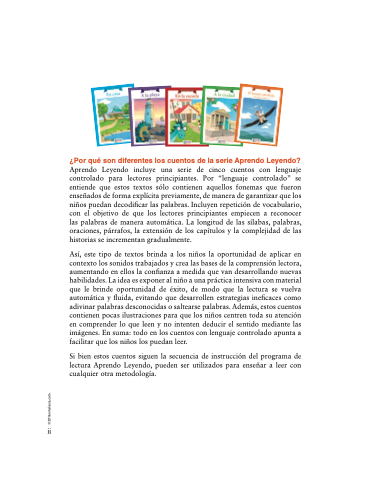 En casa
A la playa
En la escuela
A la ciudad
¿Por qué son diferentes los cuentos de la serie Aprendo Leyendo?
Aprendo Leyendo incluye una serie de cinco cuentos con lenguaje
controlado para lectores principiantes. Por “lenguaje controlado” se
entiende que estos textos sólo contienen aquellos fonemas que fueron
enseñados de forma explícita previamente, de manera de garantizar que los
niños puedan decodificar las palabras. Incluyen repetición de vocabulario,
con el objetivo de que los lectores principiantes empiecen a reconocer
las palabras de manera automática. La longitud de las sílabas, palabras,
oraciones, párrafos, la extensión de los capítulos y la complejidad de las
historias se incrementan gradualmente.
Así, este tipo de textos brinda a los niños la oportunidad de aplicar en
contexto los sonidos trabajados y crea las bases de la comprensión lectora,
aumentando en ellos la confianza a medida que van desarrollando nuevas
habilidades. La idea es exponer al niño a una práctica intensiva con material
que le brinde oportunidad de éxito, de modo que la lectura se vuelva
automática y fluida, evitando que desarrollen estrategias ineficaces como
adivinar palabras desconocidas o saltearse palabras. Además, estos cuentos
contienen pocas ilustraciones para que los niños centren toda su atención
en comprender lo que leen y no intenten deducir el sentido mediante las
imágenes. En suma: todo en los cuentos con lenguaje controlado apunta a
facilitar que los niños los puedan leer.
Si bien estos cuentos siguen la secuencia de instrucción del programa de
lectura Aprendo Leyendo, pueden ser utilizados para enseñar a leer con
cualquier otra metodología.